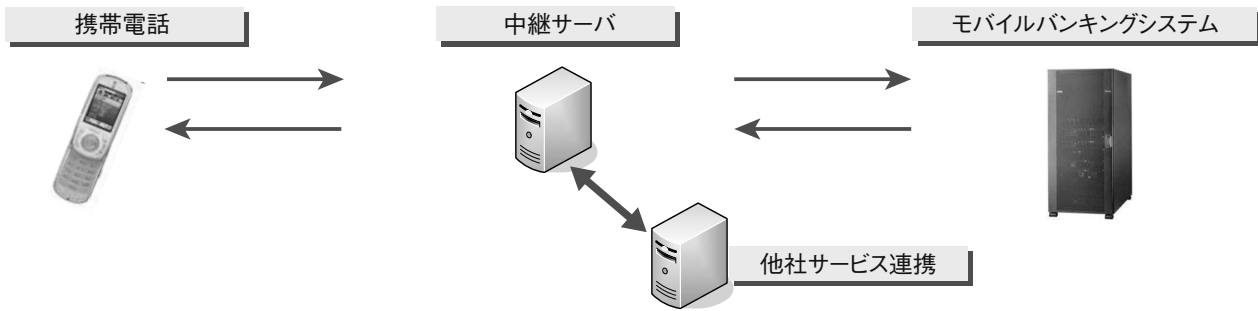 携帯電話
中継サーバ
モバイルバンキングシステム
他社サービス連携